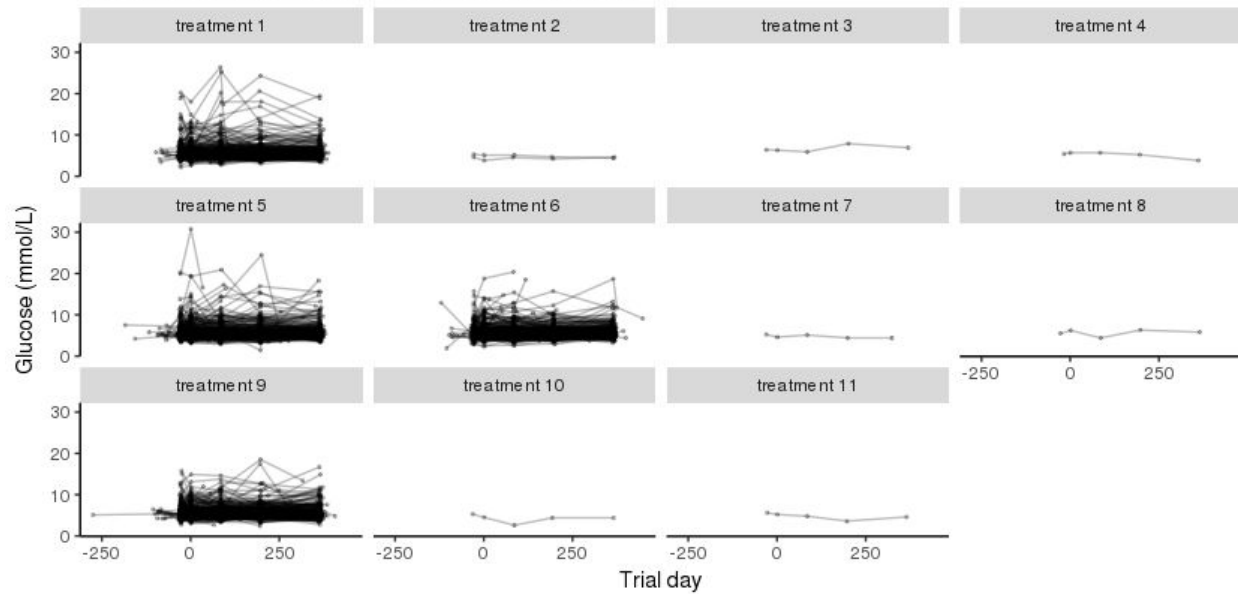 treatment 1
treatment 2
treatment 3
treatment 4
30
20
10
0
treatment 5
treatment 6
treatment 7
treatment 8
30
20
10
0
-250
0
250
treatment 9
treatment 10
treatment 11
30
20
10
0
-250
0
250
-250
0
250
-250
0
250
Glucose (mmol/L)
Trial day